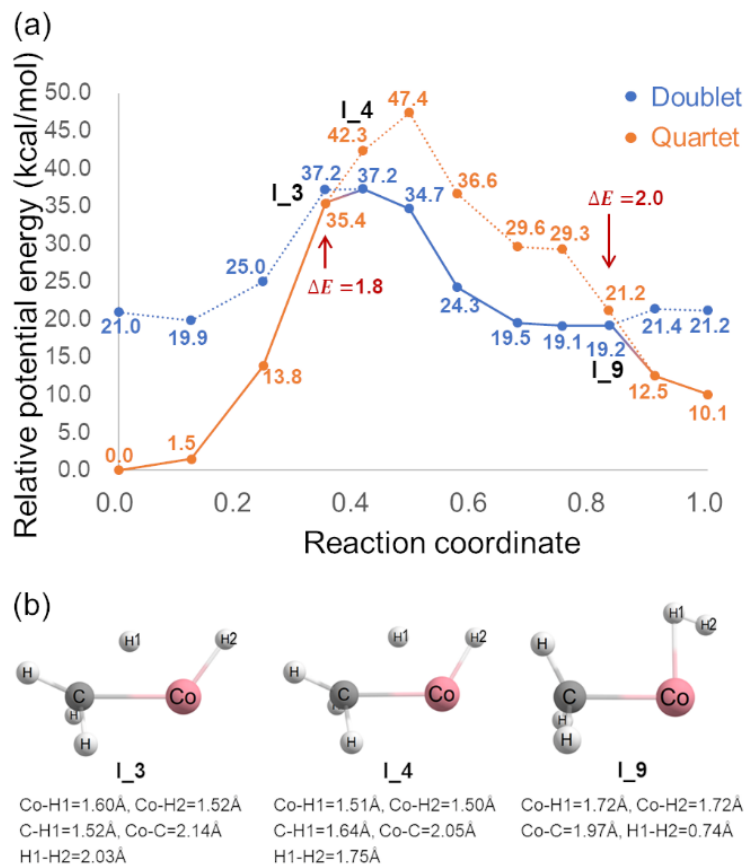 (a)
Relative potential energy (kcal/mol)
50.0
45.0
40.0
35.0
30.0
25.0
20.0
15.0
10.0
5.0
0.0
0.0
0.2
0.4
0.6
0.8
1.0
Reaction coordinate
Doublet
Quartet
I_3
I_4
I_9
ΔE =1.8
ΔE =2.0
21.0
19.9
25.0
37.2
37.2
34.7
24.3
19.5
19.1
19.2
21.4
21.2
0.0
1.5
13.8
35.4
42.3
47.4
36.6
29.6
29.3
21.2
12.5
10.1
(b)
H1
H2
H
C
Co
H
H
I_3
Co-H1=1.60Å, Co-H2=1.52Å
C-H1=1.52Å, Co-C=2.14Å
H1-H2=2.03Å
H1
H2
H
C
Co
H
I_4
Co-H1=1.51Å, Co-H2=1.50Å
C-H1=1.64Å, Co-C=2.05Å
H1-H2=1.75Å
H1
H2
H
C
Co
H
H
I_9
Co-H1=1.72Å, Co-H2=1.72Å
Co-C=1.97Å, H1-H2=0.74Å